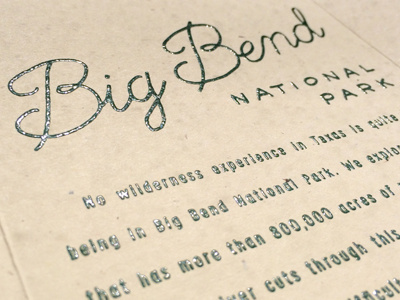 Big Bend
NATIONAL
PARK
No wilderness experience in Texas is quite
being in Big Bend National Park. We explo
that has more than 800,000 acres of
cuts through this